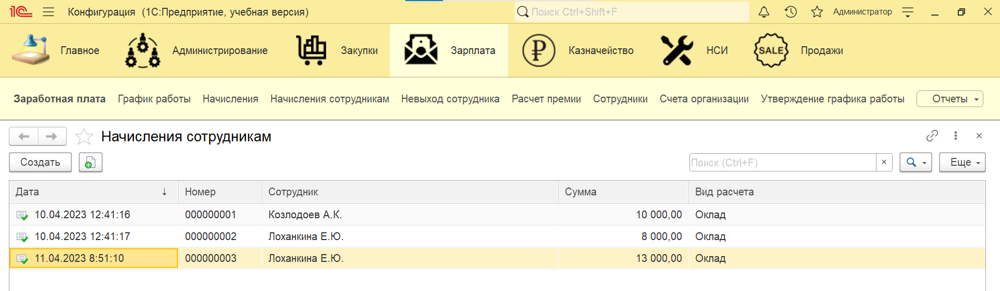 1С Конфигурация (1С:Предприятие, учебная версия) Поиск Ctrl+Shift+F Администратор
Главное Администрирование Закупки Зарплата Казначейство НСИ SALE Продажи
Заработная плата График работы Начисления Начисления сотрудникам Невыход сотрудника Расчет премии Сотрудники Счета организации Утверждение графика работы Отчеты
Начисления сотрудникам
Создать Поиск (Ctrl+F) × Еще
Дата ↓ Номер Сотрудник Сумма Вид расчета
10.04.2023 12:41:16 000000001 Козлодоев А.К. 10 000,00 Оклад
10.04.2023 12:41:17 000000002 Лоханкина Е.Ю. 8 000,00 Оклад
11.04.2023 8:51:10 000000003 Лоханкина Е.Ю. 13 000,00 Оклад